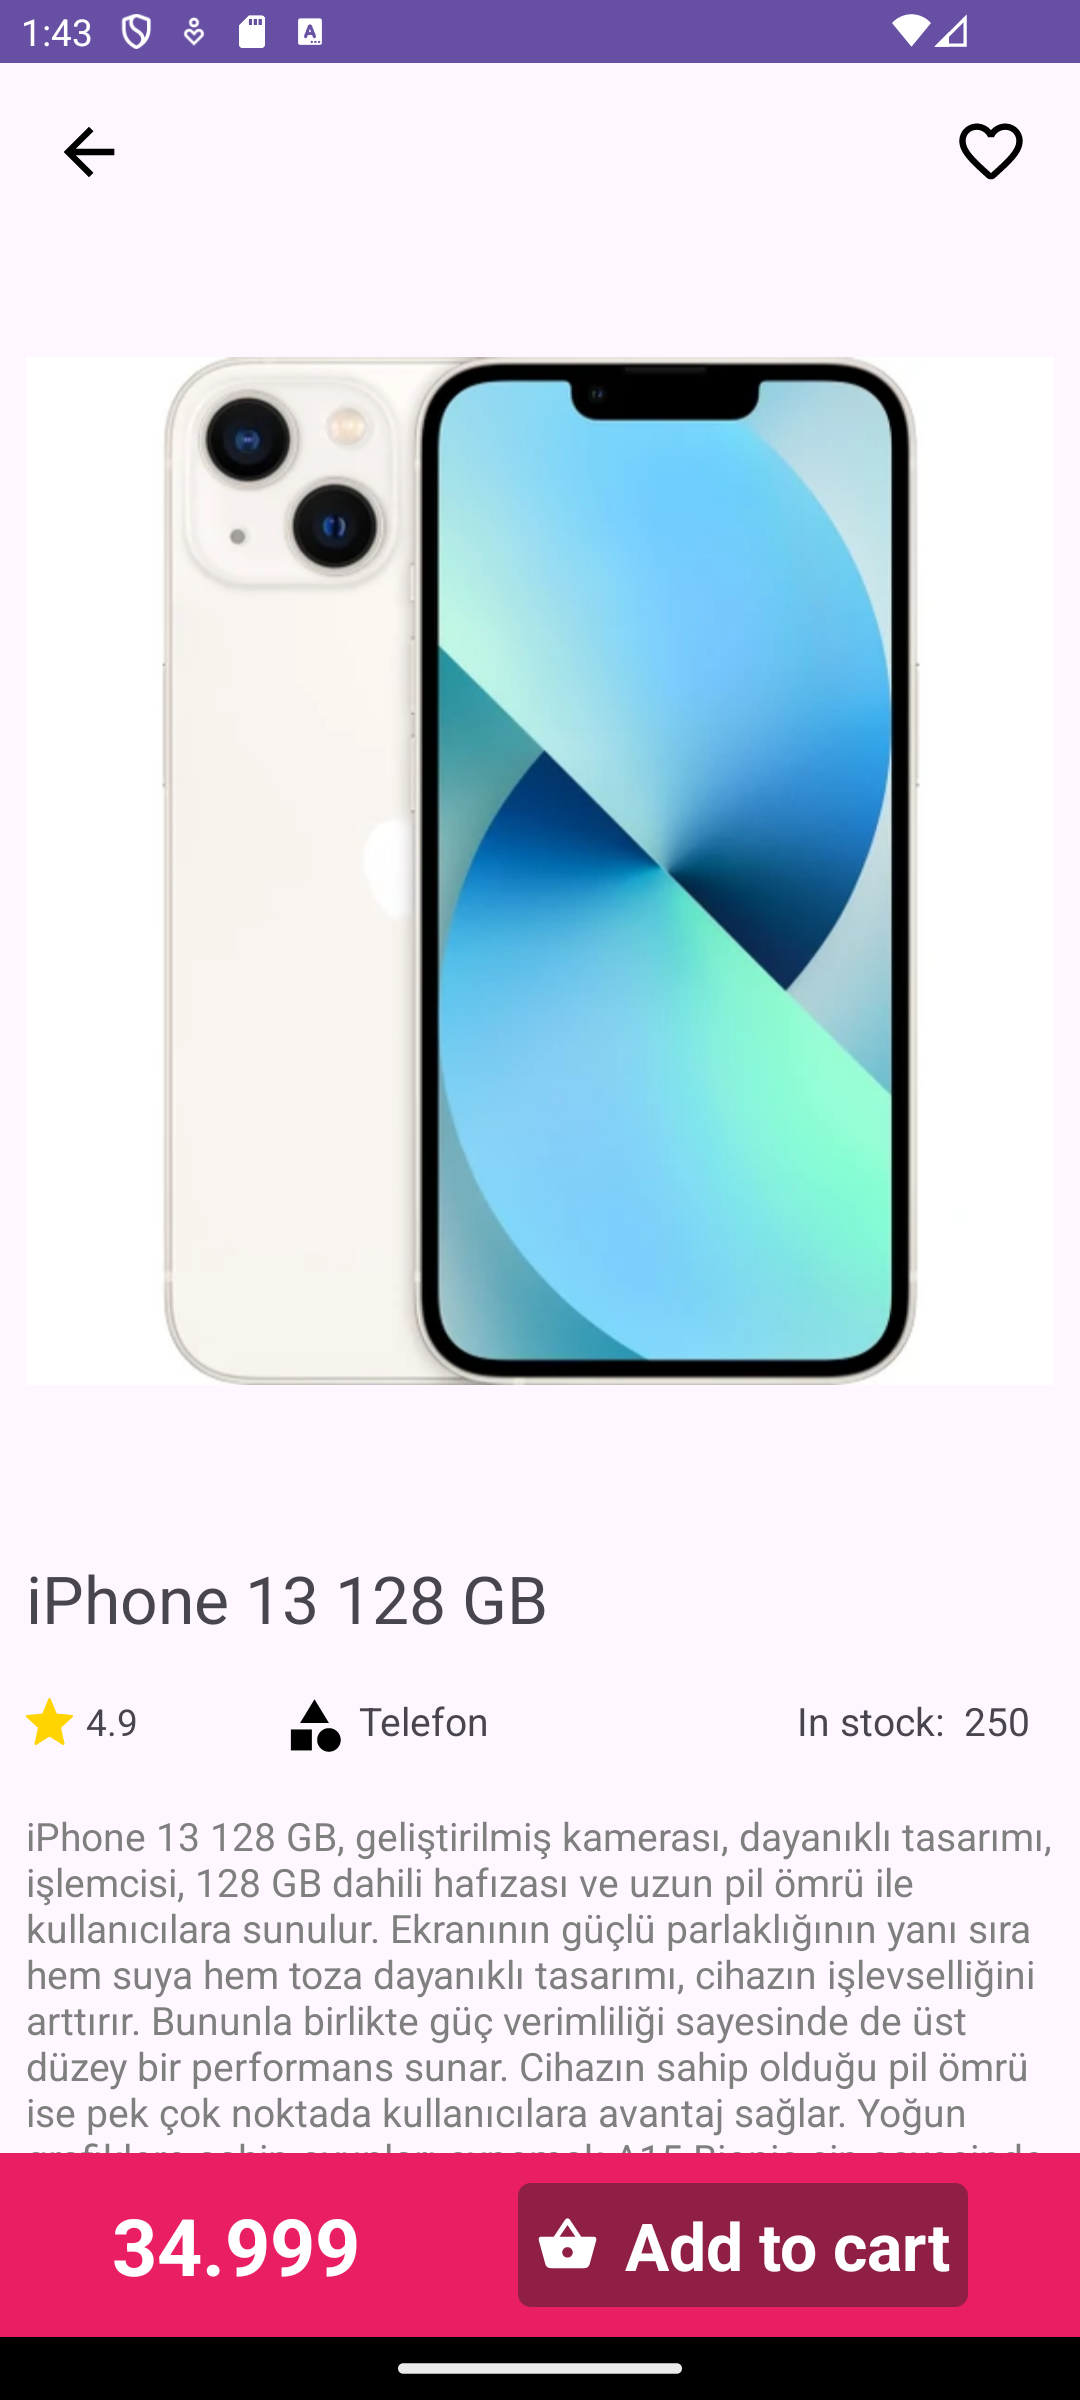 1:43
iPhone 13 128 GB
4.9
Telefon
In stock: 250
iPhone 13 128 GB, geliştirilmiş kamerası, dayanıklı tasarımı,
işlemcisi, 128 GB dahili hafızası ve uzun pil ömrü ile
kullanıcılara sunulur. Ekranının güçlü parlaklığının yanı sıra
hem suya hem toza dayanıklı tasarımı, cihazın işlevselliğini
arttırır. Bununla birlikte güç verimliliği sayesinde de üst
düzey bir performans sunar. Cihazın sahip olduğu pil ömrü
ise pek çok noktada kullanıcılara avantaj sağlar. Yoğun
34.999
Add to cart